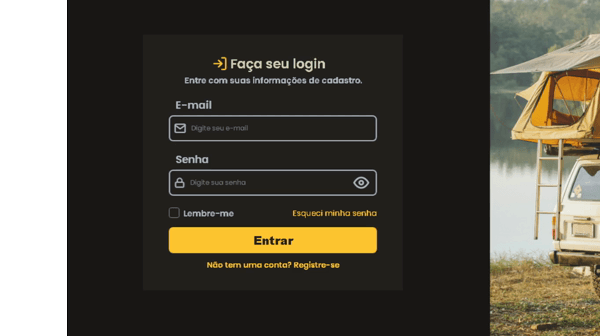 Faça seu login
Entre com suas informações de cadastro.
E-mail
Digite seu e-mail
Senha
Digite sua senha
Lembre-me Esqueci minha senha
Entrar
Não tem uma conta? Registre-se